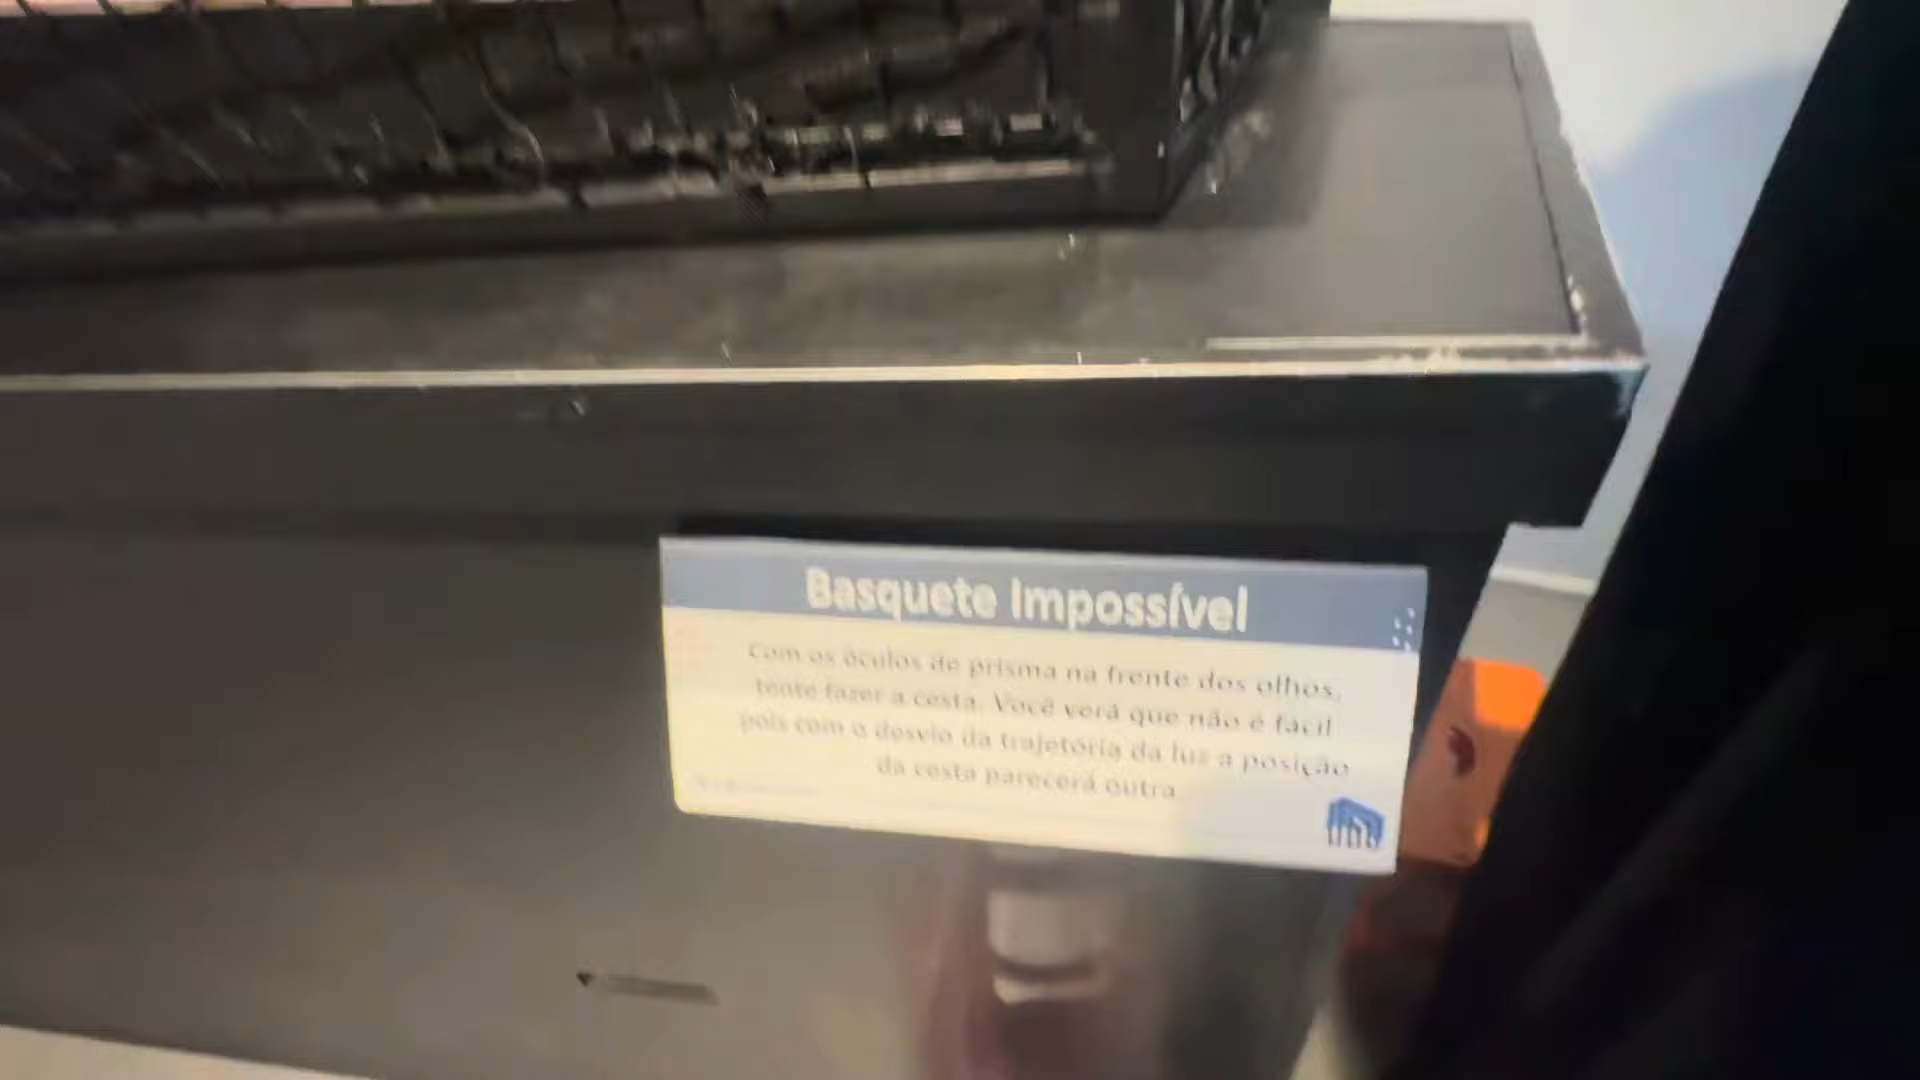 Basquete Impossível
Com os óculos de prisma na frente dos olhos,
tente fazer a cesta. Você verá que não é fácil
pois com o desvio da trajetória da luz a posição
da cesta parecerá outra